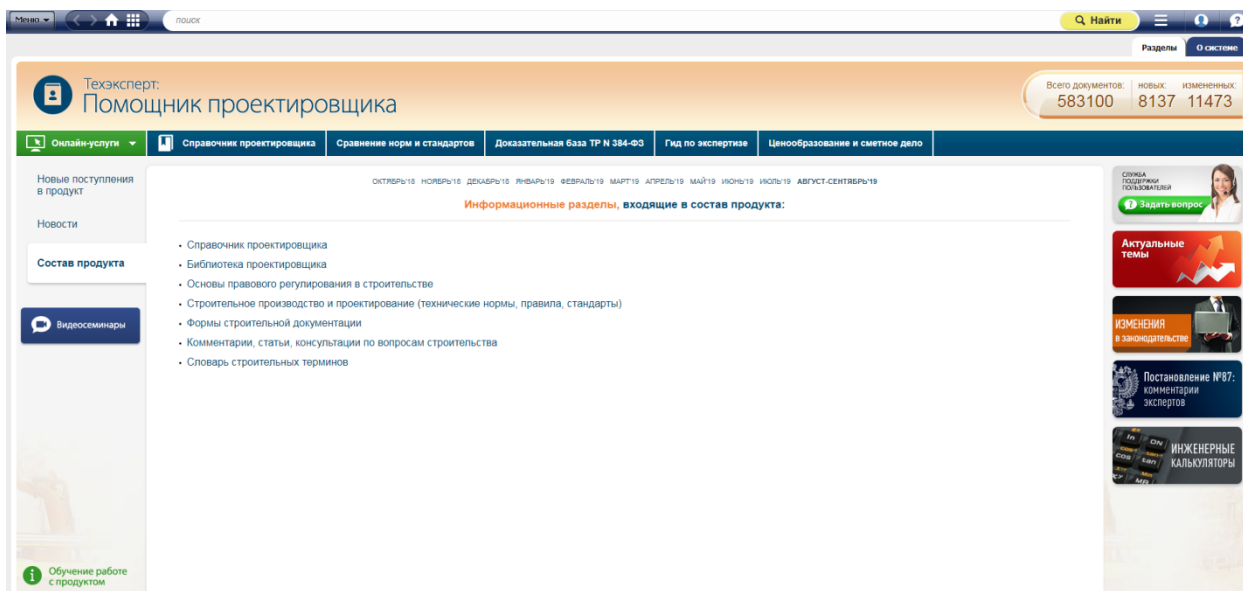 Меню
поиск
Найти
Разделы
О системе
Техэксперт:
Помощник проектировщика
Всего документов: новых: измененных:
583100 8137 11473
Онлайн-услуги
Справочник проектировщика
Сравнение норм и стандартов
Доказательная база ТР N 384-ФЗ
Гид по экспертизе
Ценообразование и сметное дело
Новые поступления
в продукт
Новости
Состав продукта
Видеосеминары
Обучение работе
с продуктом
ОКТЯБРЬ'18 НОЯБРЬ'18 ДЕКАБРЬ'18 ЯНВАРЬ'19 ФЕВРАЛЬ'19 МАРТ'19 АПРЕЛЬ'19 МАЙ'19 ИЮНЬ'19 ИЮЛЬ'19 АВГУСТ-СЕНТЯБРЬ'19
Информационные разделы, входящие в состав продукта:
• Справочник проектировщика
• Библиотека проектировщика
• Основы правового регулирования в строительстве
• Строительное производство и проектирование (технические нормы, правила, стандарты)
• Формы строительной документации
• Комментарии, статьи, консультации по вопросам строительства
• Словарь строительных терминов
СЛУЖБА
ПОДДЕРЖКИ
ПОЛЬЗОВАТЕЛЕЙ
Задать вопрос
Актуальные
темы
ИЗМЕНЕНИЯ
в законодательстве
Постановление №87:
комментарии
экспертов
In ON
cos tan
M+
ИНЖЕНЕРНЫЕ
КАЛЬКУЛЯТОРЫ